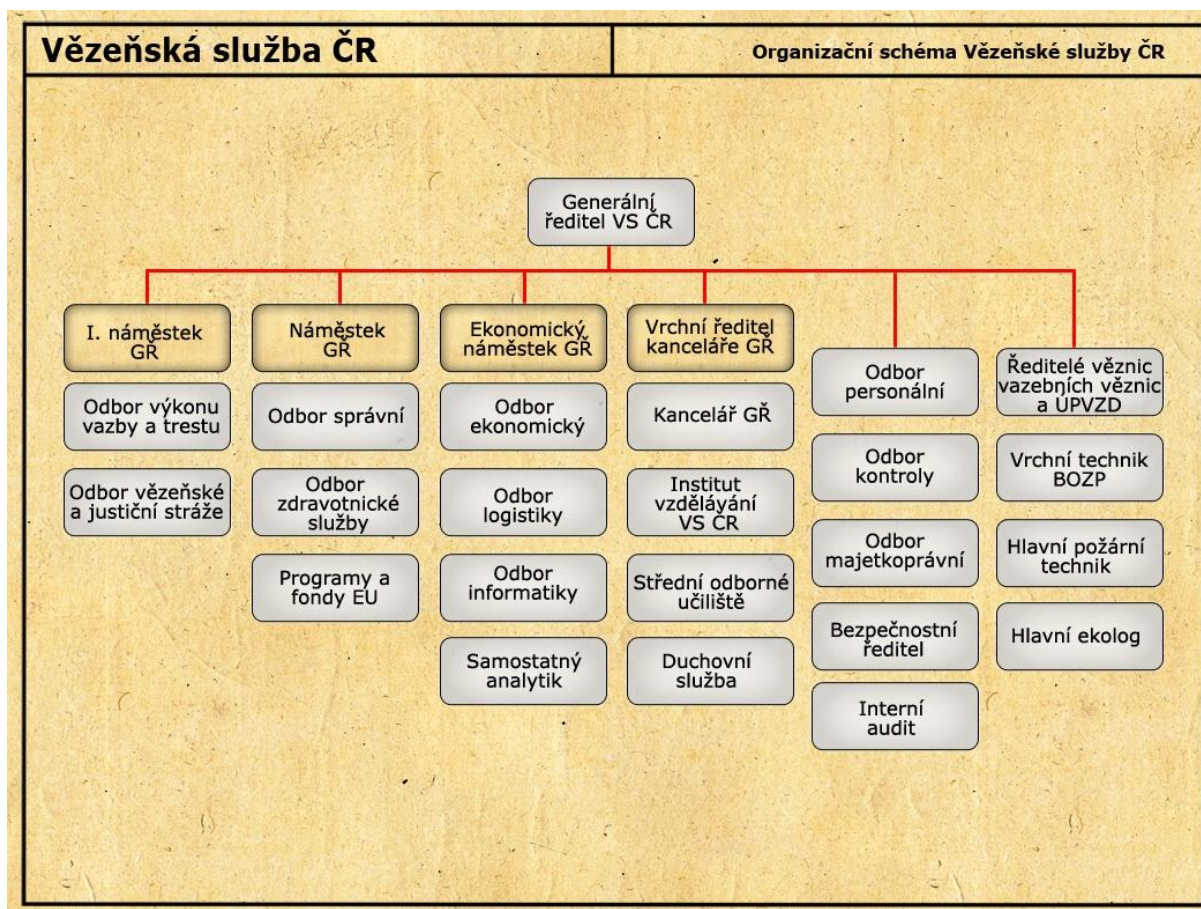 Vězeňská služba ČR
Organizační schéma Vězeňské služby ČR
Generální
ředitel VS ČR
I. náměstek
GŘ
Odbor výkonu
vazby a trestu
Odbor vězeňské
a justiční stráže
Náměstek
GŘ
Odbor správní
Odbor
zdravotnické
služby
Programy a
fondy EU
Ekonomický
náměstek GŘ
Odbor
ekonomický
Odbor
logistiky
Odbor
informatiky
Samostatný
analytik
Vrchní ředitel
kanceláře GŘ
Kancelář GŘ
Institut
vzdělávání
VS ČR
Střední odborné
učiliště
Duchovní
služba
Odbor
personální
Odbor
kontroly
Odbor
majetkoprávní
Bezpečnostní
ředitel
Interní
audit
Ředitelé věznic
vazebních věznic
a ÚPVZD
Vrchní technik
BOZP
Hlavní požární
technik
Hlavní ekolog